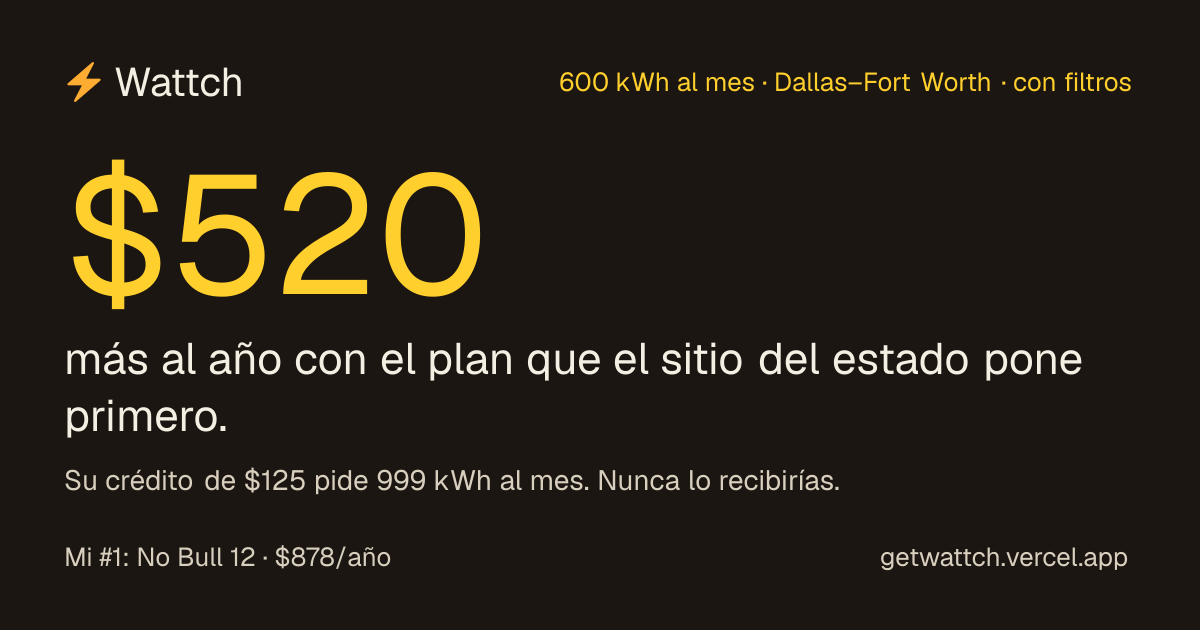 ⚡ Wattch
600 kWh al mes · Dallas–Fort Worth · con filtros
$520
más al año con el plan que el sitio del estado pone
primero.
Su crédito de $125 pide 999 kWh al mes. Nunca lo recibirías.
Mi #1: No Bull 12 · $878/año
getwattch.vercel.app